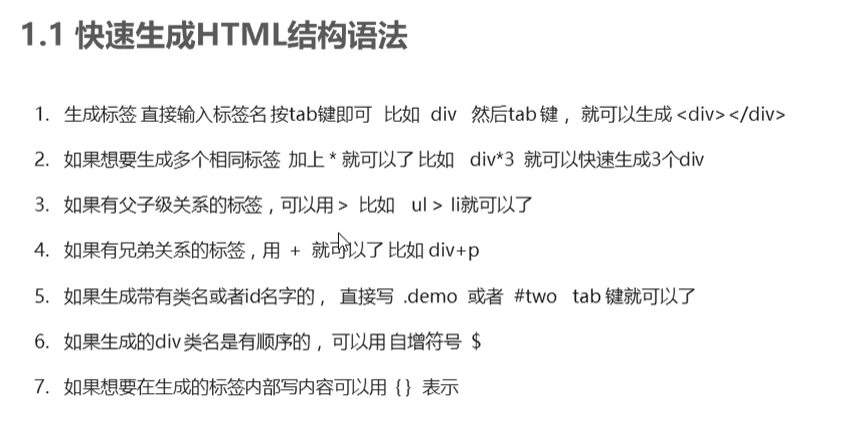 1.1 快速生成HTML结构语法
1. 生成标签 直接输入标签名 按tab键即可 比如 div 然后tab 键， 就可以生成 <div></div>
2. 如果想要生成多个相同标签 加上 * 就可以了 比如 div*3 就可以快速生成3个div
3. 如果有父子级关系的标签，可以用 > 比如 ul > li就可以了
4. 如果有兄弟关系的标签，用 + 就可以了 比如 div+p
5. 如果生成带有类名或者id名字的， 直接写 .demo 或者 #two tab 键就可以了
6. 如果生成的div 类名是有顺序的， 可以用 自增符号 $
7. 如果想要在生成的标签内部写内容可以用 { } 表示